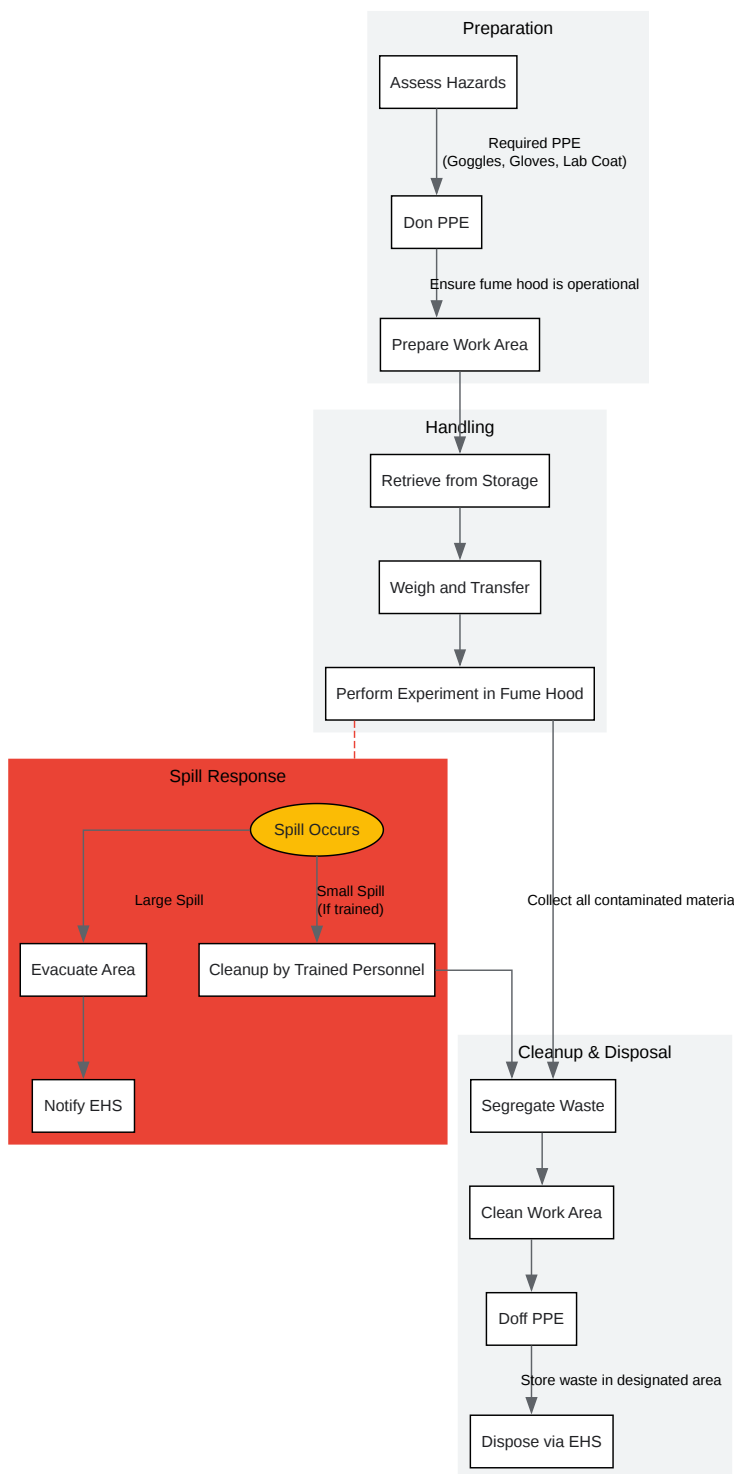 Preparation
Assess Hazards
Required PPE
(Goggles, Gloves, Lab Coat)
Don PPE
Ensure fume hood is operational
Prepare Work Area
Handling
Retrieve from Storage
Weigh and Transfer
Perform Experiment in Fume Hood
Spill Response
Spill Occurs
Large Spill
Small Spill
(If trained)
Collect all contaminated materia
Evacuate Area
Cleanup by Trained Personnel
Cleanup & Disposal
Notify EHS
Segregate Waste
Clean Work Area
Doff PPE
Store waste in designated area
Dispose via EHS